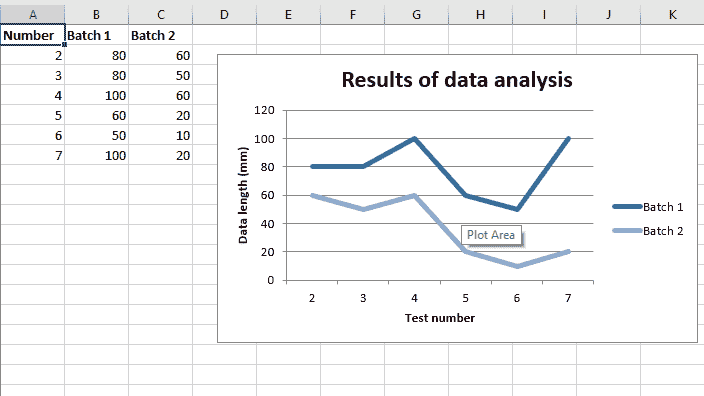 A B C D E F G H I J K
Number Batch 1 Batch 2
2 80 60
3 80 50
4 100 60
5 60 20
6 50 10
7 100 20
Results of data analysis
Data length (mm)
120
100
80
60
40
20
0
Plot Area
2 3 4 5 6 7
Test number
Batch 1
Batch 2